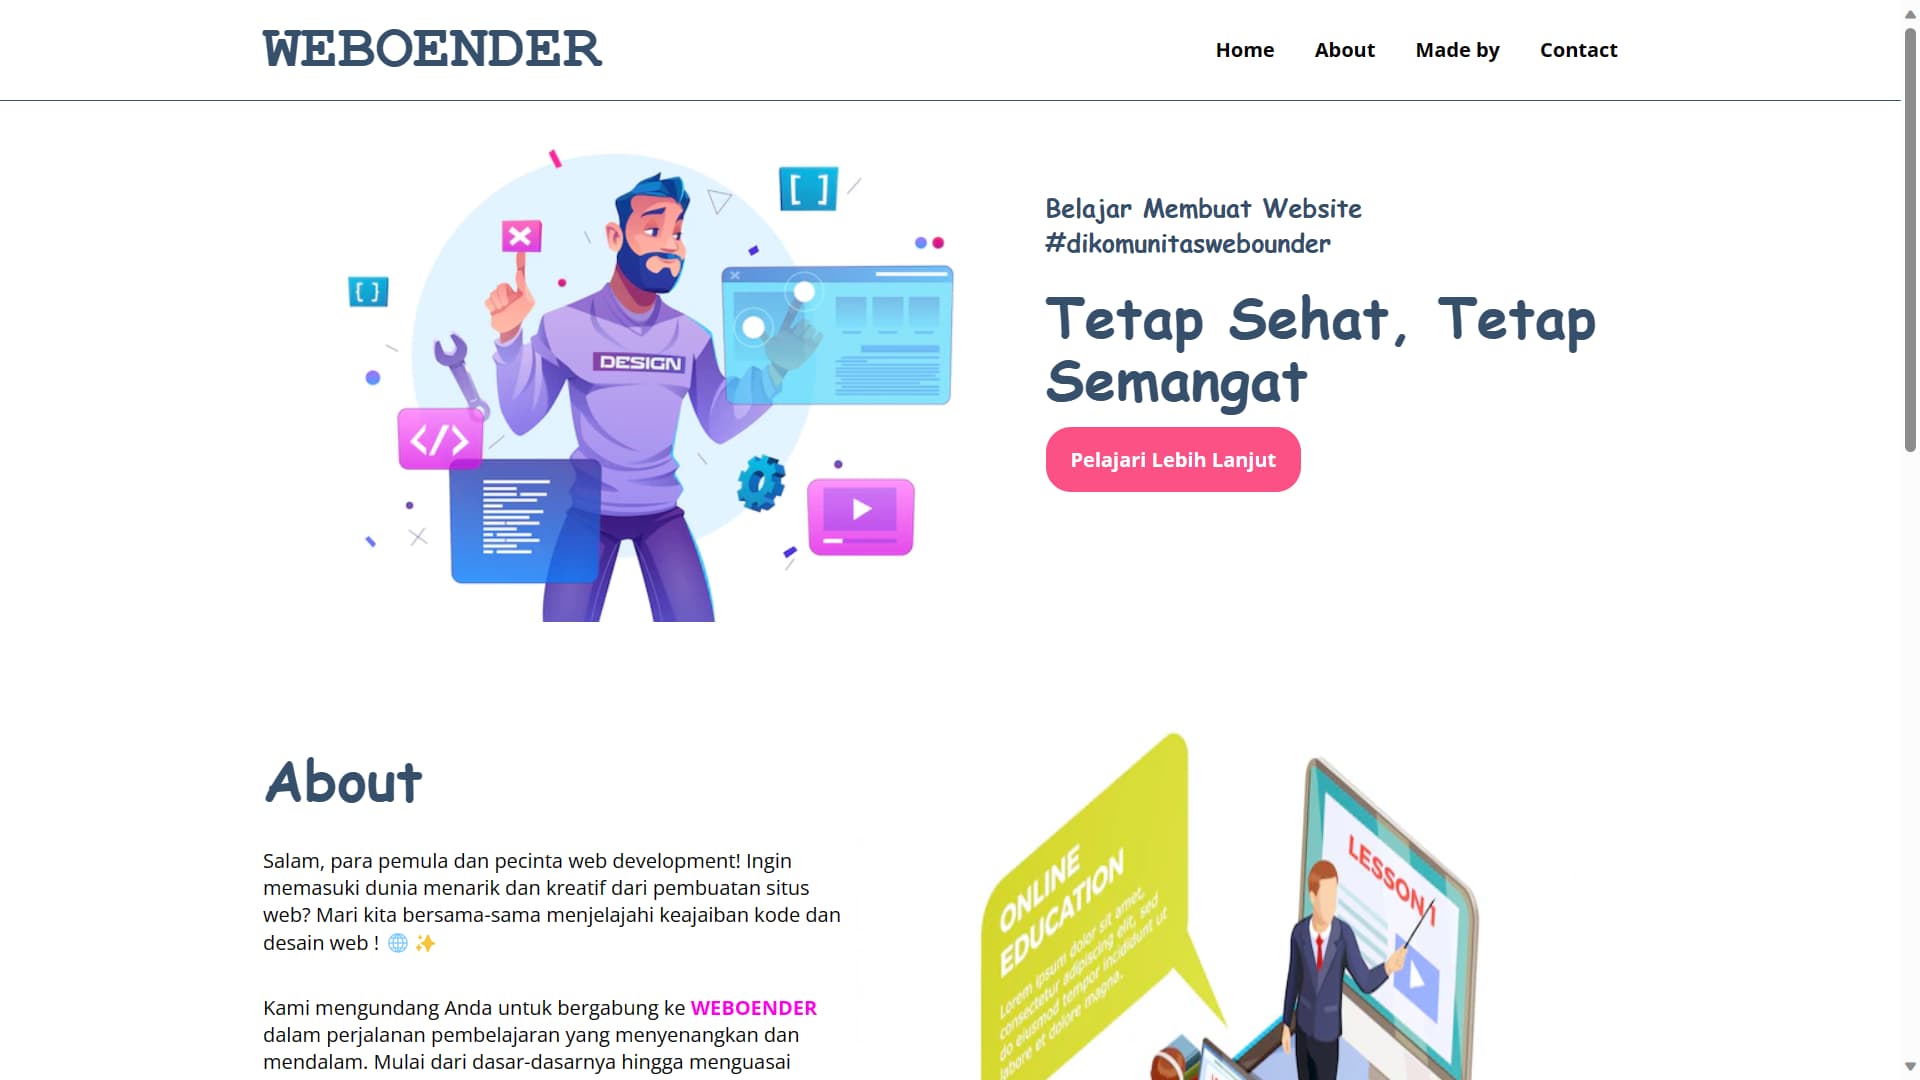 WEBOENDER
Home About Made by Contact
Belajar Membuat Website
#dikomunitaswebounder
Tetap Sehat, Tetap
Semangat
Pelajari Lebih Lanjut
DESIGN
About
Salam, para pemula dan pecinta web development! Ingin
memasuki dunia menarik dan kreatif dari pembuatan situs
web? Mari kita bersama-sama menjelajahi keajaiban kode dan
desain web ! 🌐 ✨
Kami mengundang Anda untuk bergabung ke WEBOENDER
dalam perjalanan pembelajaran yang menyenangkan dan
mendalam. Mulai dari dasar-dasarnya hingga menguasai
ONLINE
EDUCATION
Lorem ipsum dolor sit amet,
consectetur adipiscing elit, sed
do eiusmod tempor incididunt ut
labore et dolore magna.
LESSON 1